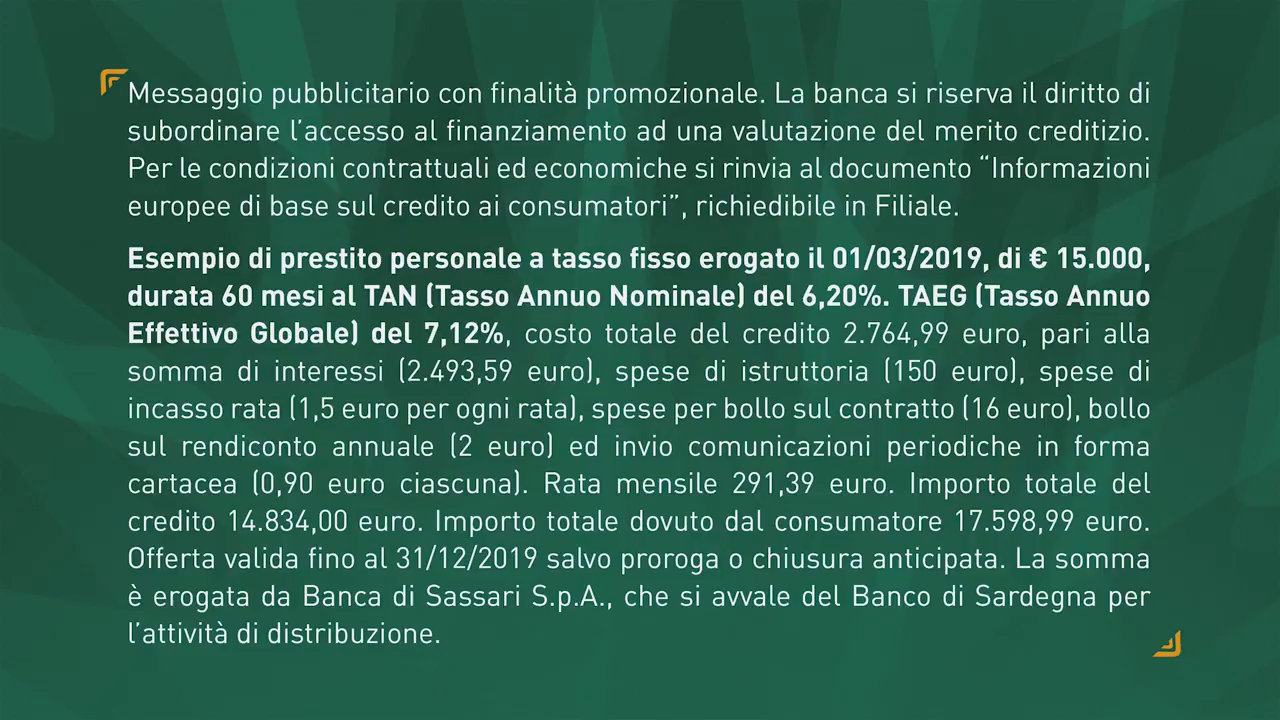 Messaggio pubblicitario con finalità promozionale. La banca si riserva il diritto di
subordinare l’accesso al finanziamento ad una valutazione del merito creditizio.
Per le condizioni contrattuali ed economiche si rinvia al documento “Informazioni
europee di base sul credito ai consumatori”, richiedibile in Filiale.
Esempio di prestito personale a tasso fisso erogato il 01/03/2019, di € 15.000,
durata 60 mesi al TAN (Tasso Annuo Nominale) del 6,20%. TAEG (Tasso Annuo
Effettivo Globale) del 7,12%, costo totale del credito 2.764,99 euro, pari alla
somma di interessi (2.493,59 euro), spese di istruttoria (150 euro), spese di
incasso rata (1,5 euro per ogni rata), spese per bollo sul contratto (16 euro), bollo
sul rendiconto annuale (2 euro) ed invio comunicazioni periodiche in forma
cartacea (0,90 euro ciascuna). Rata mensile 291,39 euro. Importo totale del
credito 14.834,00 euro. Importo totale dovuto dal consumatore 17.598,99 euro.
Offerta valida fino al 31/12/2019 salvo proroga o chiusura anticipata. La somma
è erogata da Banca di Sassari S.p.A., che si avvale del Banco di Sardegna per
l’attività di distribuzione.